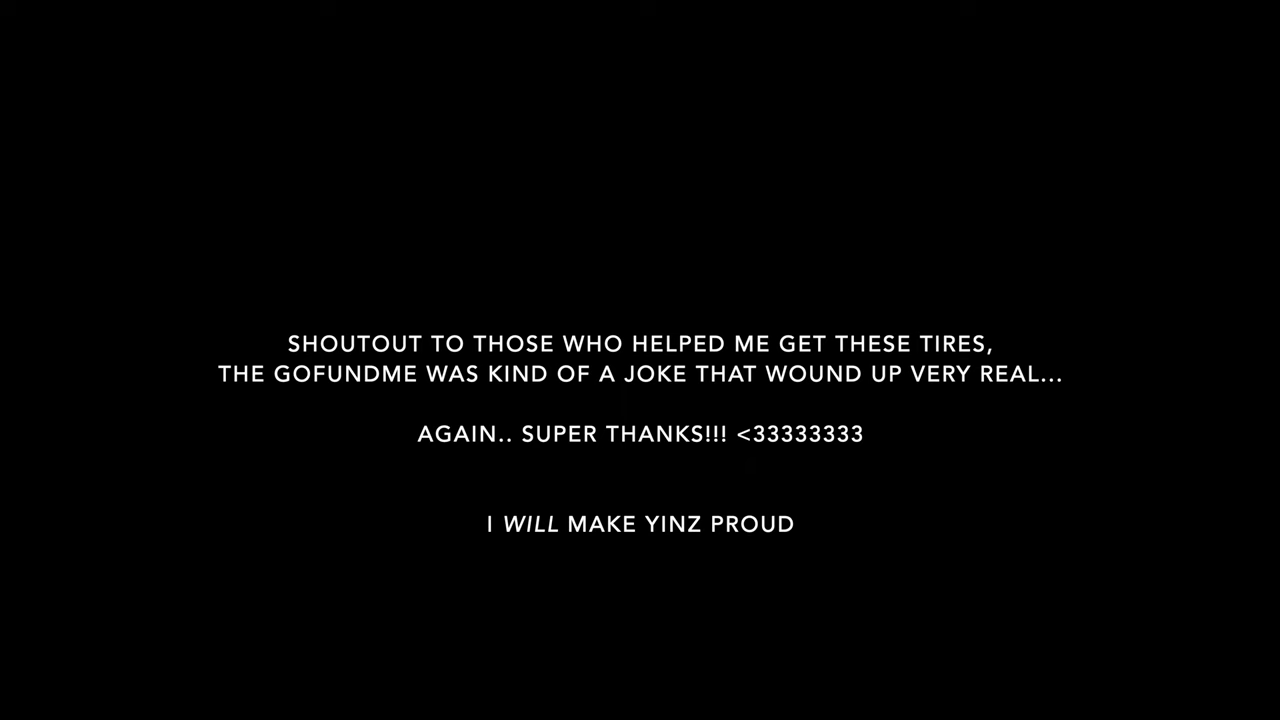 SHOUTOUT TO THOSE WHO HELPED ME GET THESE TIRES,
THE GOFUNDME WAS KIND OF A JOKE THAT WOUND UP VERY REAL...
AGAIN.. SUPER THANKS!!! <33333333
I WILL MAKE YINZ PROUD